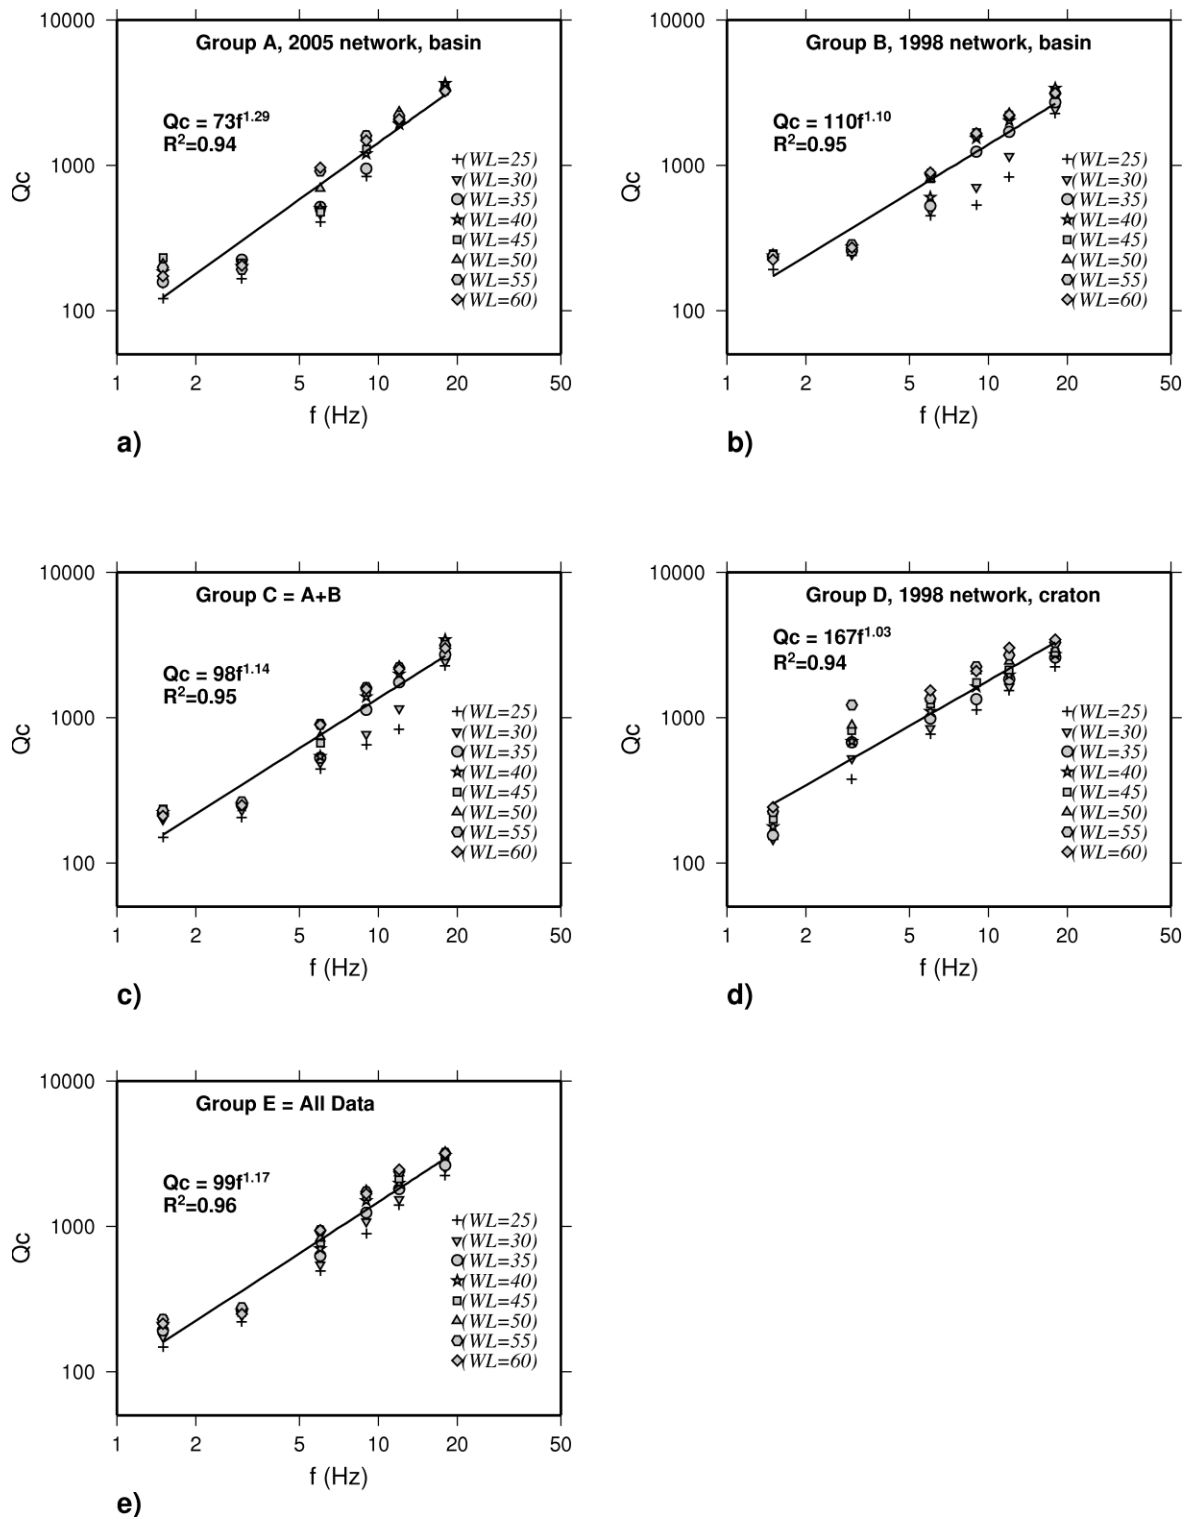 10000
1000
100
Qc
Group A, 2005 network, basin
Qc = 73f^1.29
R²=0.94
(WL=25)
(WL=30)
(WL=35)
(WL=40)
(WL=45)
(WL=50)
(WL=55)
(WL=60)
1 2 5 10 20 50
f (Hz)
a)
10000
1000
100
Qc
Group B, 1998 network, basin
Qc = 110f^1.10
R²=0.95
(WL=25)
(WL=30)
(WL=35)
(WL=40)
(WL=45)
(WL=50)
(WL=55)
(WL=60)
1 2 5 10 20 50
f (Hz)
b)
10000
1000
100
Qc
Group C = A+B
Qc = 98f^1.14
R²=0.95
(WL=25)
(WL=30)
(WL=35)
(WL=40)
(WL=45)
(WL=50)
(WL=55)
(WL=60)
1 2 5 10 20 50
f (Hz)
c)
10000
1000
100
Qc
Group D, 1998 network, craton
Qc = 167f^1.03
R²=0.94
(WL=25)
(WL=30)
(WL=35)
(WL=40)
(WL=45)
(WL=50)
(WL=55)
(WL=60)
1 2 5 10 20 50
f (Hz)
d)
10000
1000
100
Qc
Group E = All Data
Qc = 99f^1.17
R²=0.96
(WL=25)
(WL=30)
(WL=35)
(WL=40)
(WL=45)
(WL=50)
(WL=55)
(WL=60)
1 2 5 10 20 50
f (Hz)
e)